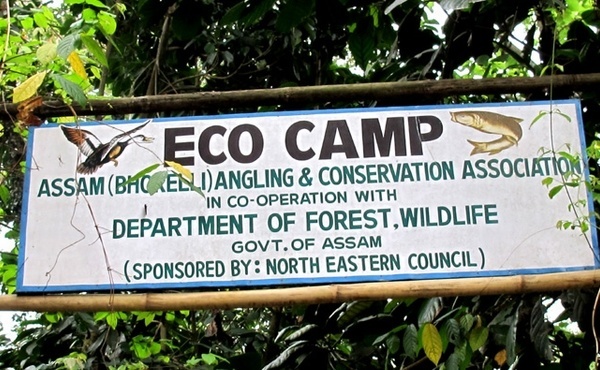 ECO CAMP
ASSAM (BHORELLI) ANGLING & CONSERVATION ASSOCIATION
IN CO-OPERATION WITH
DEPARTMENT OF FOREST, WILDLIFE
GOVT. OF ASSAM
(SPONSORED BY: NORTH EASTERN COUNCIL)